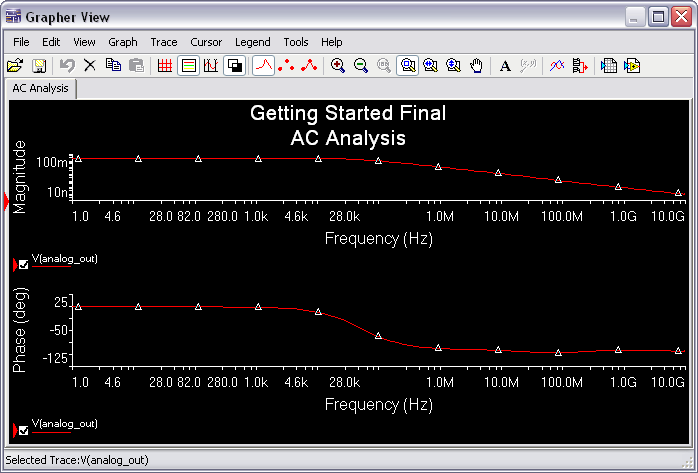 Grapher View
File Edit View Graph Trace Cursor Legend Tools Help
A (x,y)
AC Analysis
Getting Started Final
AC Analysis
Magnitude
100m
10n
1.0 4.6 28.0 82.0 280.0 1.0k 4.6k 28.0k 1.0M 10.0M 100.0M 1.0G 10.0G
Frequency (Hz)
V(analog_out)
Phase (deg)
25
-50
-125
1.0 4.6 28.0 82.0 280.0 1.0k 4.6k 28.0k 1.0M 10.0M 100.0M 1.0G 10.0G
Frequency (Hz)
V(analog_out)
Selected Trace:V(analog_out)